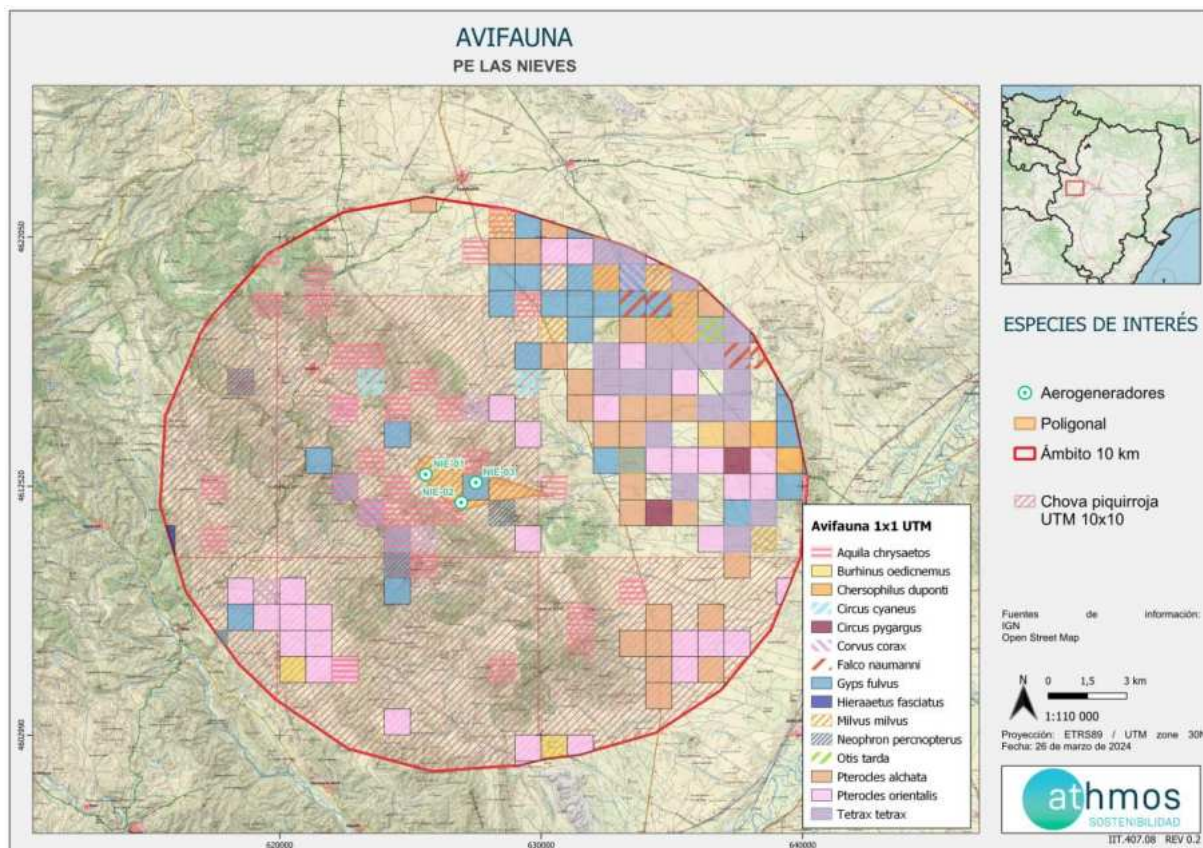 AVIFAUNA
PE LAS NIEVES
4622050
4612520
4602990
620000
630000
640000
NIE-01
NIE-03
NIE-02
Avifauna 1x1 UTM
Aquila chrysaetos
Burhinus oedicnemus
Chersophilus duponti
Circus cyaneus
Circus pygargus
Corvus corax
Falco naumanni
Gyps fulvus
Hieraaetus fasciatus
Milvus milvus
Neophron percnopterus
Otis tarda
Pterocles alchata
Pterocles orientalis
Tetrax tetrax
ESPECIES DE INTERÉS
Aerogeneradores
Poligonal
Ámbito 10 km
Chova piquirroja
UTM 10x10
Fuentes de información:
IGN
Open Street Map
N
0 1,5 3 km
1:110 000
Proyección: ETRS89 / UTM zone 30N
Fecha: 26 de marzo de 2024
athmos
SOSTENIBILIDAD
IIT.407.08 REV 0.2